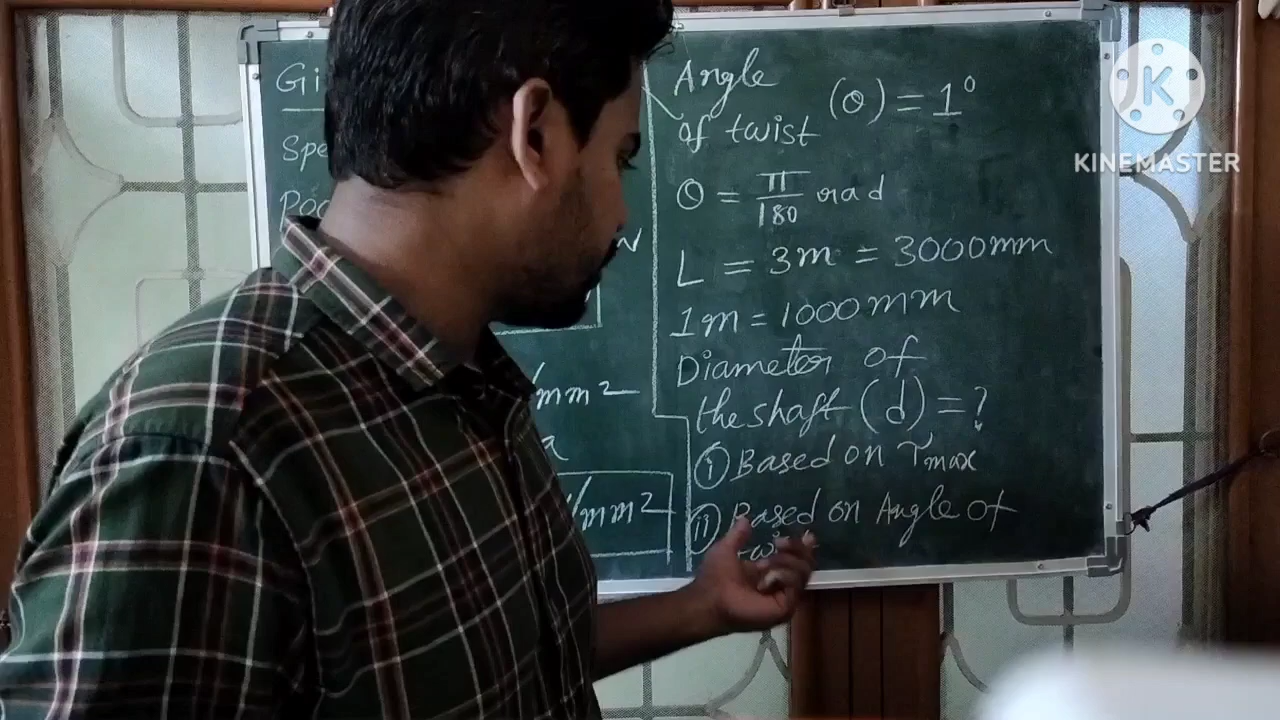 Gi
Spe
Po
W
/mm²
a
/mm²
Angle
of twist (θ) = 1°
θ = π/180 rad
L = 3m = 3000mm
1m = 1000mm
Diameter of
the shaft (d) = ?
(i) Based on τmax
(ii) Based on Angle of
K
KINEMASTER